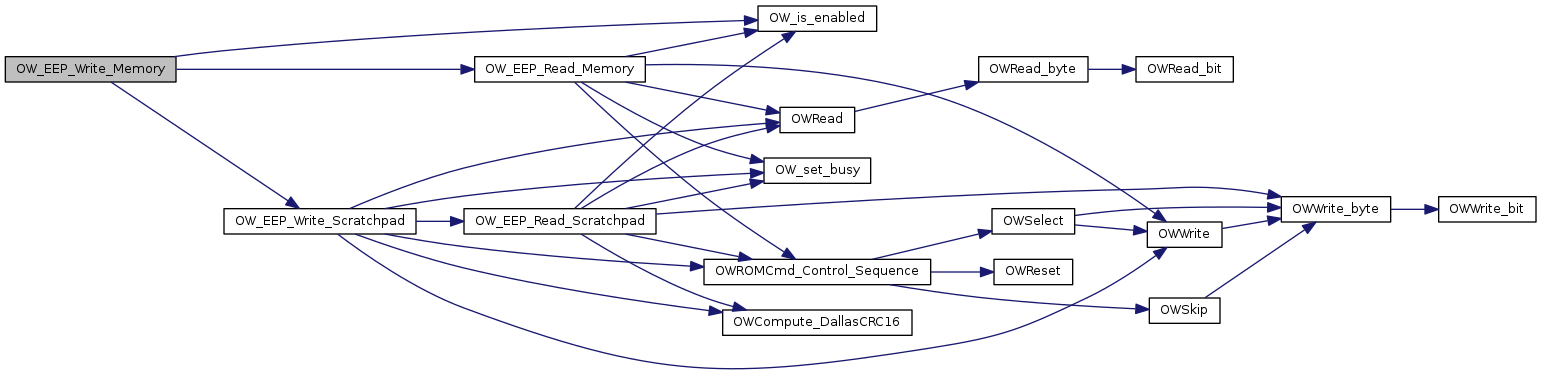 OW_is_enabled
OW_EEP_Write_Memory
OW_EEP_Read_Memory
OWRead_byte
OWRead_bit
OWRead
OW_set_busy
OW_EEP_Write_Scratchpad
OW_EEP_Read_Scratchpad
OWSelect
OWWrite
OWWrite_byte
OWWrite_bit
OWROMCmd_Control_Sequence
OWReset
OWSkip
OWCompute_DallasCRC16